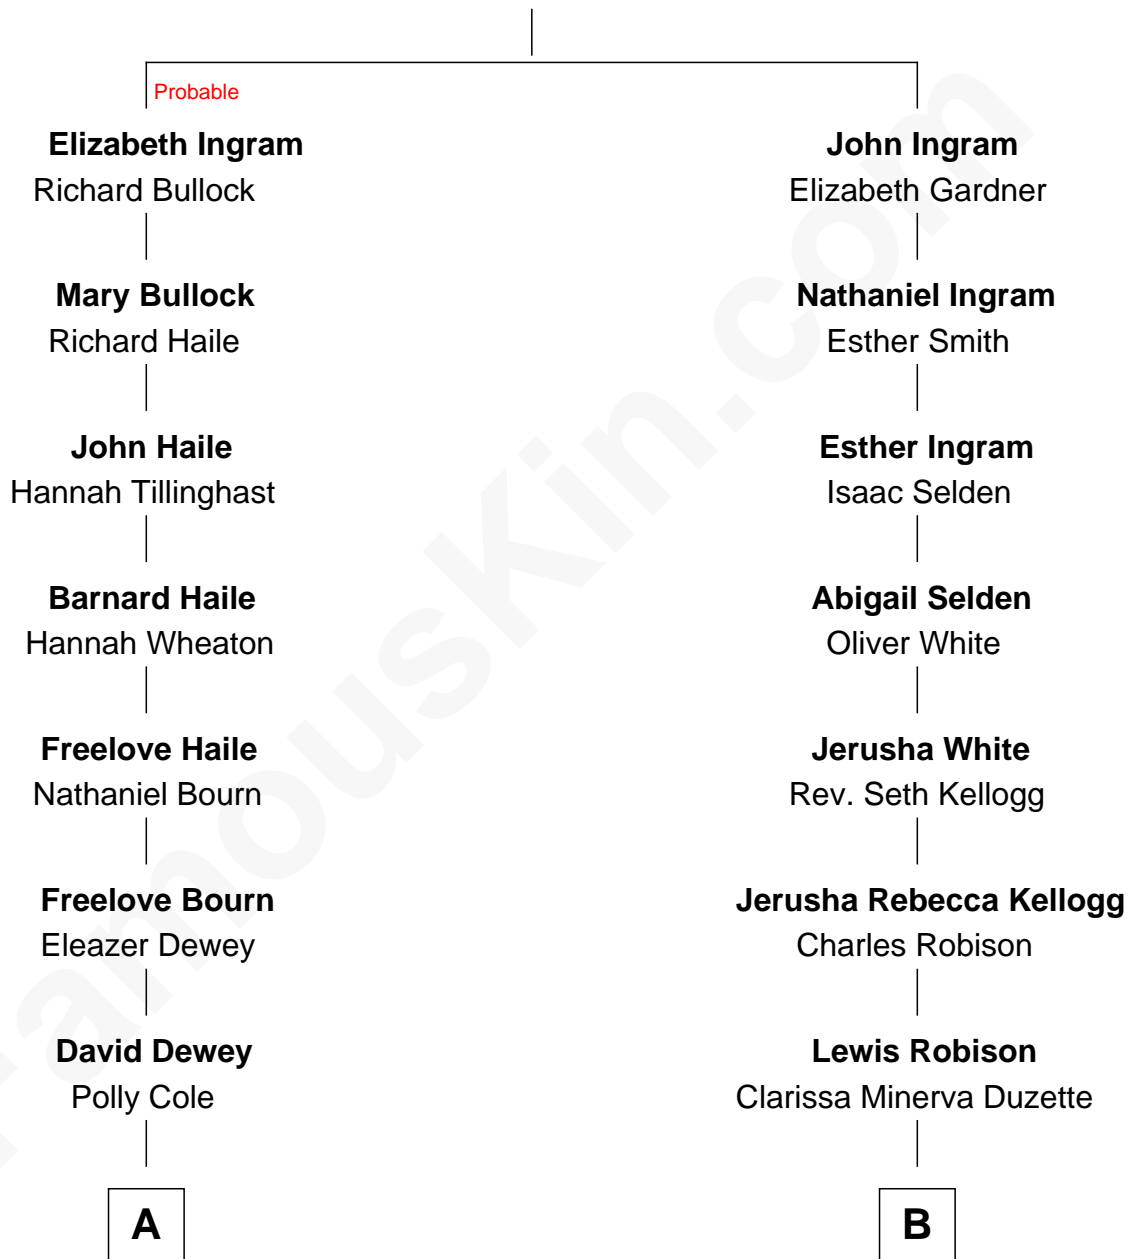 Probable
Elizabeth Ingram
Richard Bullock
John Ingram
Elizabeth Gardner
Mary Bullock
Richard Haile
Nathaniel Ingram
Esther Smith
John Haile
Hannah Tillinghast
Esther Ingram
Isaac Selden
Barnard Haile
Hannah Wheaton
Abigail Selden
Oliver White
Freelove Haile
Nathaniel Bourn
Jerusha White
Rev. Seth Kellogg
Freelove Bourn
Eleazer Dewey
Jerusha Rebecca Kellogg
Charles Robison
David Dewey
Polly Cole
Lewis Robison
Clarissa Minerva Duzette
A
B
FamousKin.com